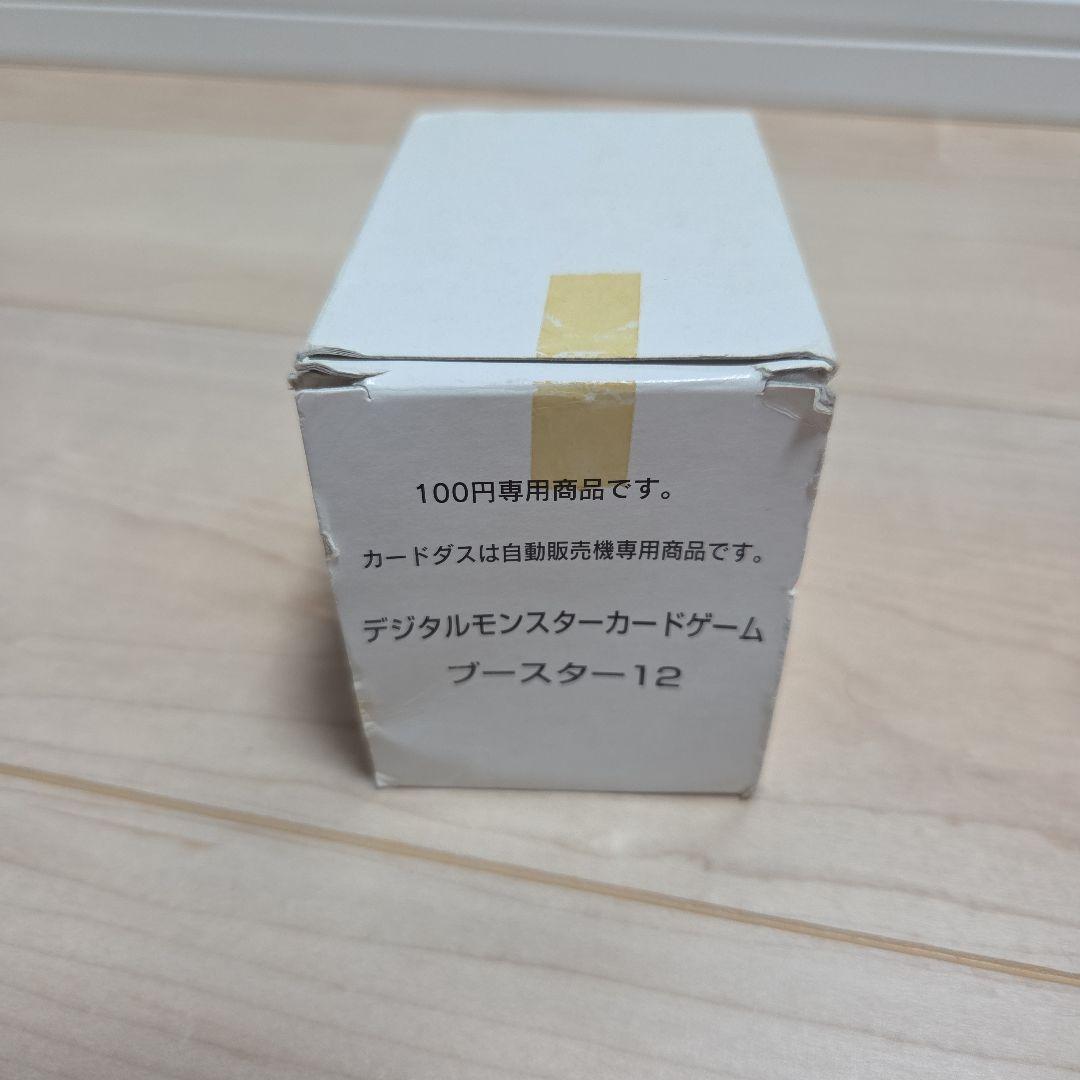 100円専用商品です。
カードダスは自動販売機専用商品です。
デジタルモンスターカードゲーム
ブースター12